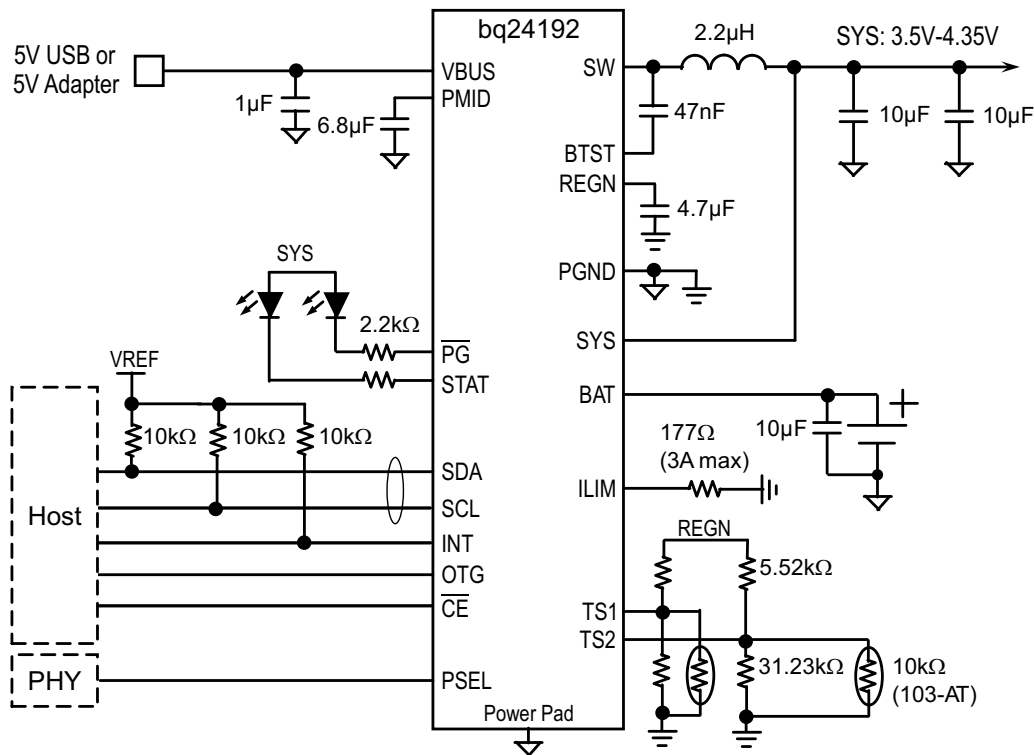 bq24192
5V USB or
5V Adapter
VBUS
PMID
1µF
6.8µF
SW
2.2µH
SYS: 3.5V-4.35V
47nF
10µF
10µF
BTST
REGN
4.7µF
PGND
SYS
SYS
2.2kΩ
PG
STAT
VREF
10kΩ
10kΩ
10kΩ
BAT
10µF
177Ω
(3A max)
ILIM
Host
SDA
SCL
INT
OTG
CE
REGN
5.52kΩ
TS1
TS2
31.23kΩ
10kΩ
(103-AT)
PHY
PSEL
Power Pad